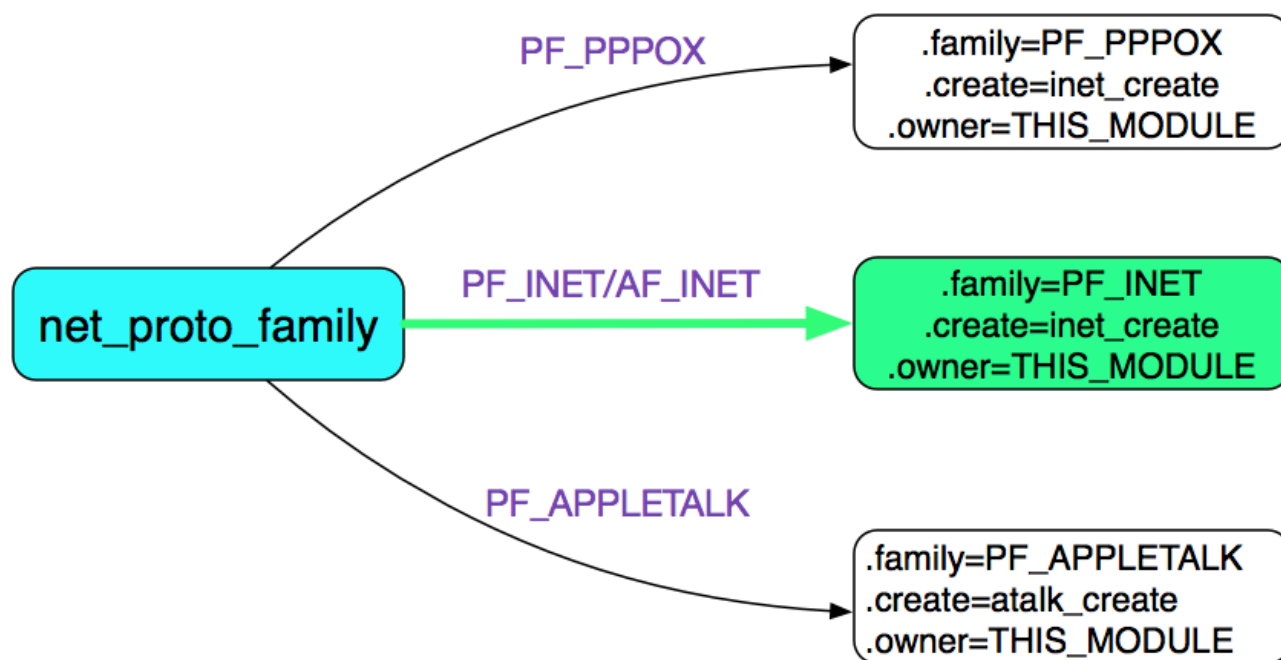 PF_PPPOX
.family=PF_PPPOX
.create=inet_create
.owner=THIS_MODULE
net_proto_family
PF_INET/AF_INET
.family=PF_INET
.create=inet_create
.owner=THIS_MODULE
PF_APPLETALK
.family=PF_APPLETALK
.create=atalk_create
.owner=THIS_MODULE